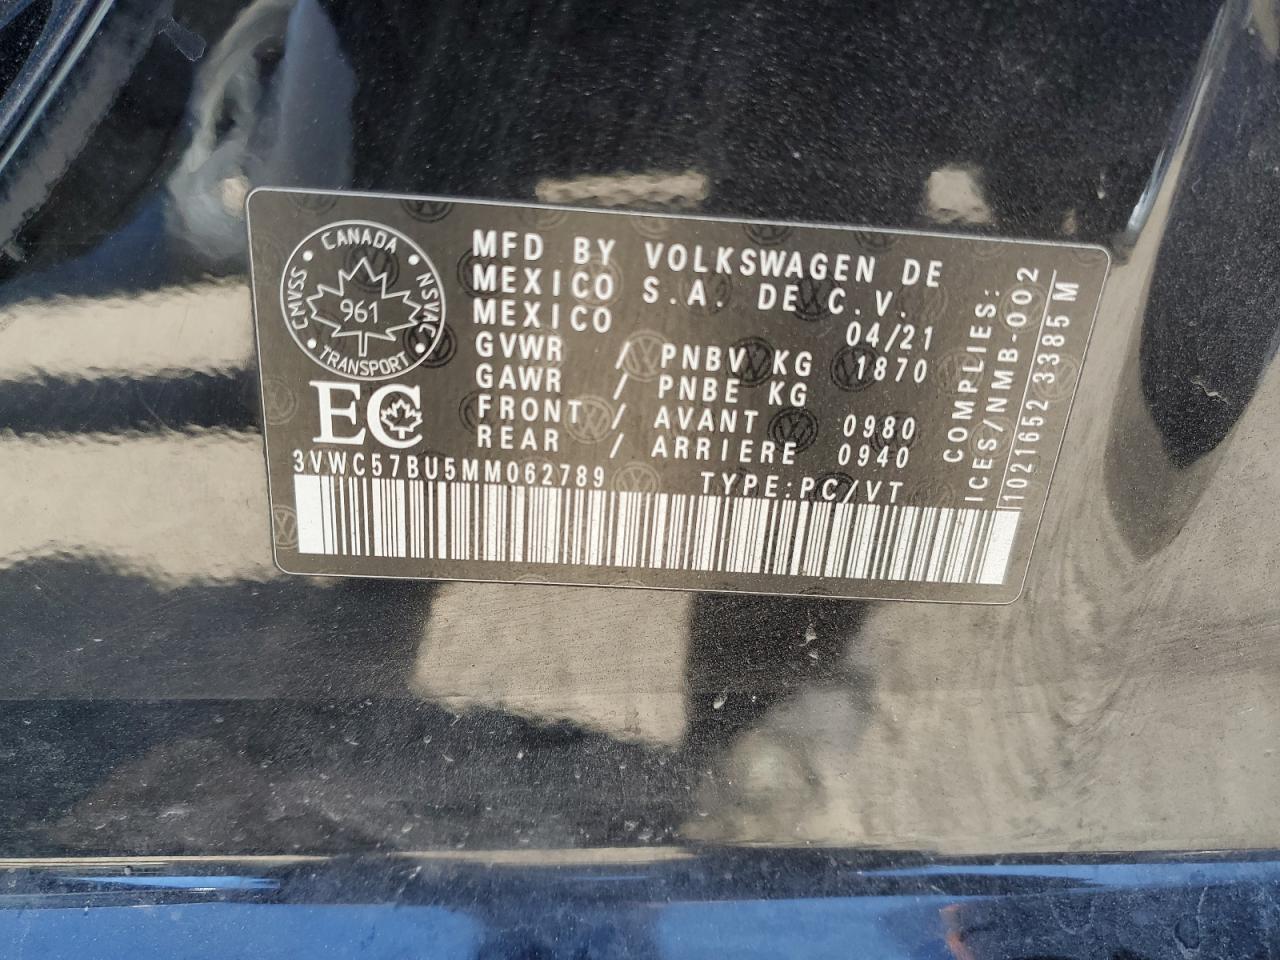 CANADA
CMVSS NSVAC
961
TRANSPORT
EC
MFD BY VOLKSWAGEN DE
MEXICO S.A. DE C.V.
MEXICO 04/21
GVWR / PNBV KG 1870
GAWR / PNBE KG
FRONT / AVANT 0980
REAR / ARRIERE 0940
3VWC57BU5MM062789 TYPE:PC/VT
COMPLIES:
ICES/NMB-002
1021652 3385 M